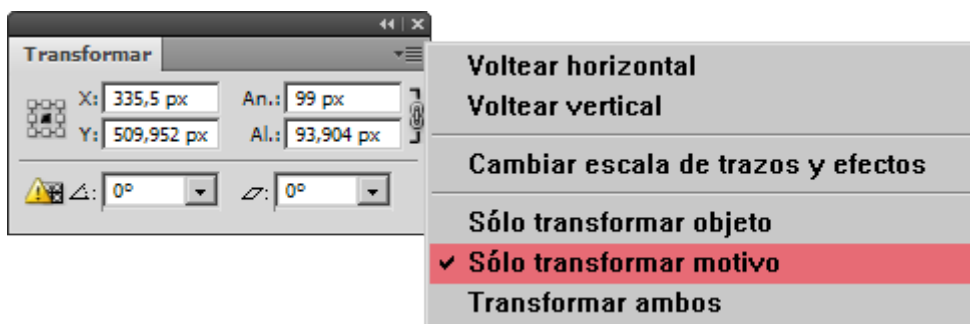 Transformar
X: 335,5 px An.: 99 px
Y: 509,952 px Al.: 93,904 px
0° 0°
Voltear horizontal
Voltear vertical
Cambiar escala de trazos y efectos
Sólo transformar objeto
Sólo transformar motivo
Transformar ambos